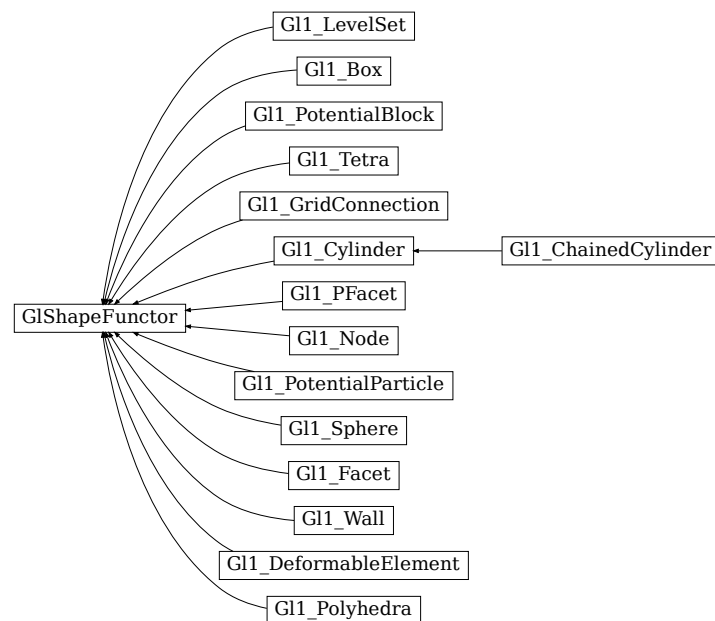 Gl1_LevelSet
Gl1_Box
Gl1_PotentialBlock
Gl1_Tetra
Gl1_GridConnection
Gl1_Cylinder
Gl1_ChainedCylinder
Gl1_PFacet
GlShapeFunctor
Gl1_Node
Gl1_PotentialParticle
Gl1_Sphere
Gl1_Facet
Gl1_Wall
Gl1_DeformableElement
Gl1_Polyhedra